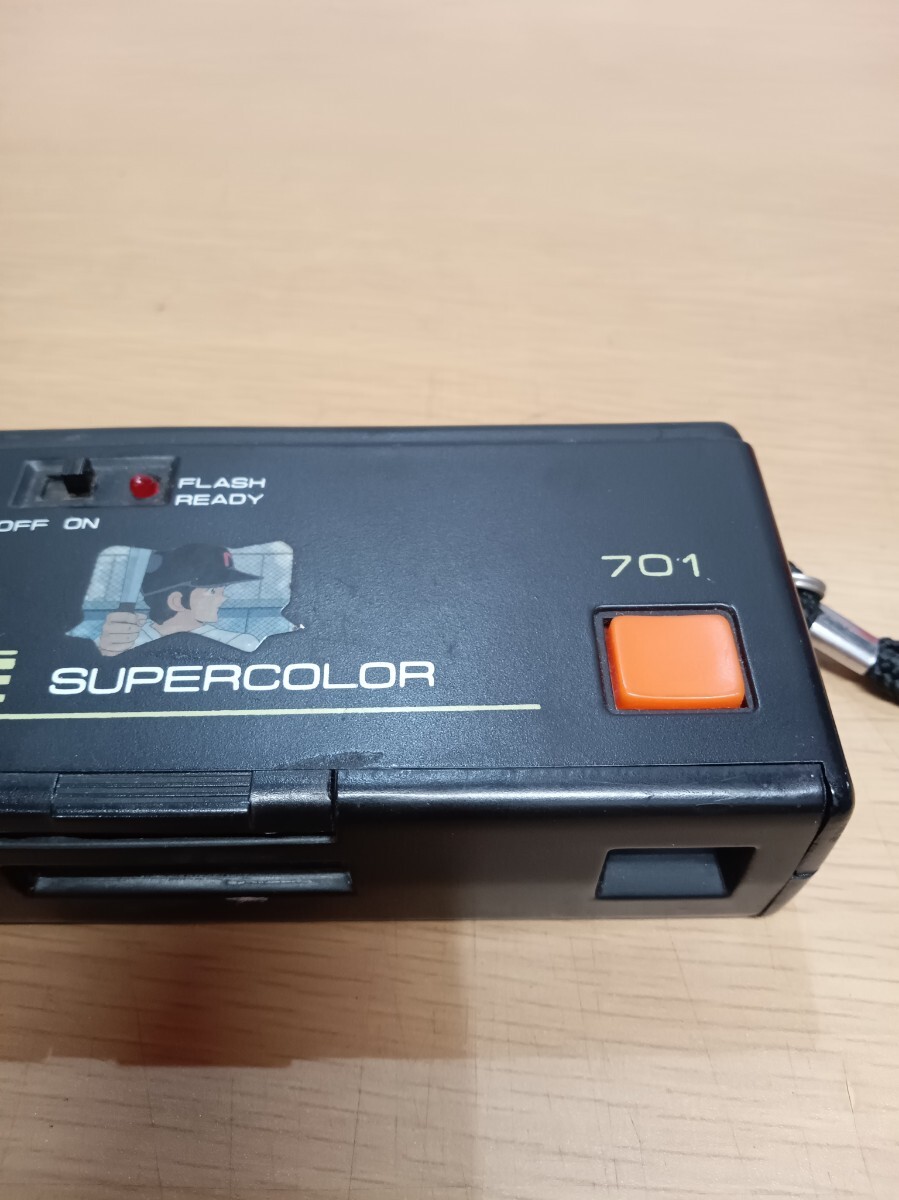 FLASH
READY
OFF ON
701
SUPERCOLOR